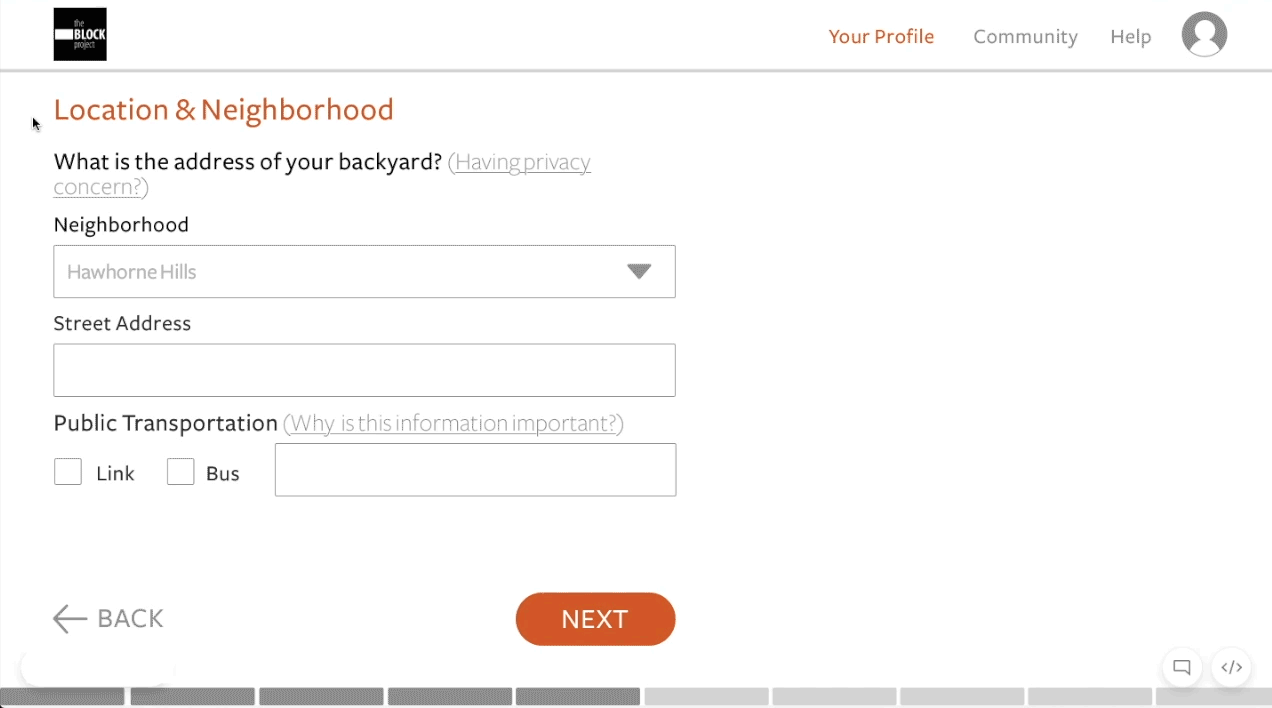 the
BLOCK
project
Your Profile
Community
Help
Location & Neighborhood
What is the address of your backyard? (Having privacy
concern?)
Neighborhood
Hawhorne Hills
Street Address
Public Transportation (Why is this information important?)
Link
Bus
BACK
NEXT